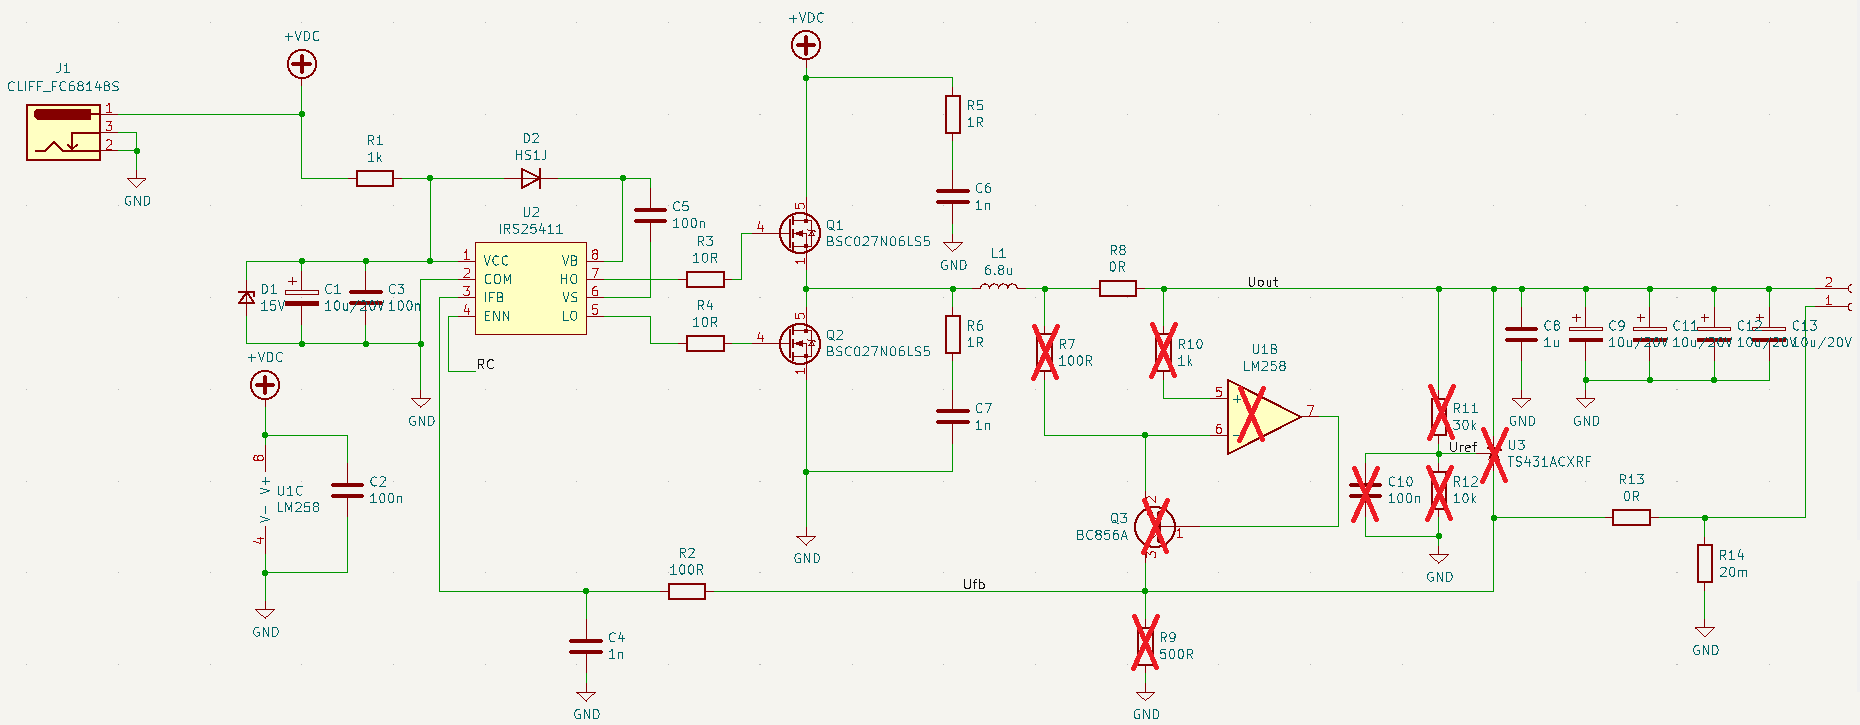 +VDC
J1
CLIFF_FC681485
1
3
2
GND
+VDC
R1
1k
D2
HS1J
U2
IRS25411
1 VCC
2 COM
3 IFB
4 ENN
VB 8
HO 7
VS 6
LO 5
RC
D1
15V
C1
10u/20V
C3
100n
GND
C5
100n
R3
10R
R4
10R
+VDC
R5
1R
C6
1n
GND
5
4
1
Q1
BSC027N06LS5
5
4
1
Q2
BSC027N06LS5
R6
1R
C7
1n
GND
L1
6.8u
R8
0R
Uout
R7
100R
R10
1k
U1B
LM258
5
+
6
7
Q3
BC856A
2
1
3
R11
30k
Uref
C10
100n
R12
10k
GND
U3
TS431ACXRF
C8
1u
GND
C9
10u/20V
C11
10u/20V
C12
10u/20V
C13
10u/20V
GND
2
1
R13
0R
R14
20m
GND
+VDC
8
V+
U1C
LM258
V-
4
C2
100n
GND
R2
100R
Ufb
C4
1n
GND
R9
500R
GND